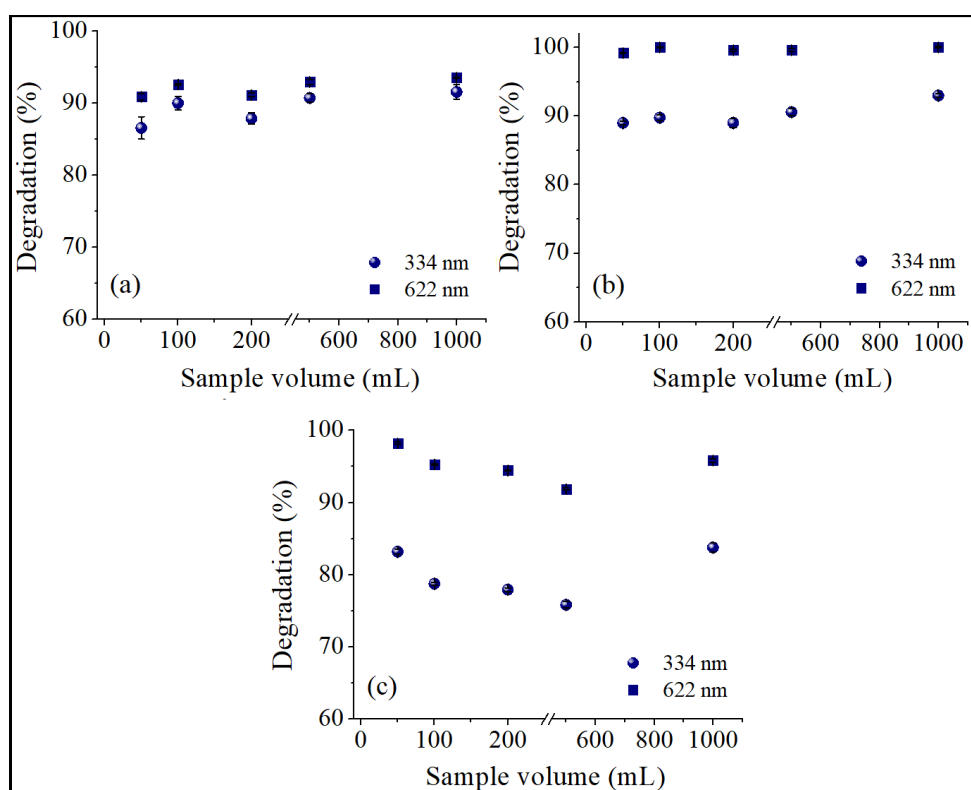 100
90
80
70
60
Degradation (%)
334 nm
622 nm
(a)
0 100 200 600 800 1000
Sample volume (mL)
100
90
80
70
60
Degradation (%)
334 nm
622 nm
(b)
0 100 200 600 800 1000
Sample volume (mL)
100
90
80
70
60
Degradation (%)
334 nm
622 nm
(c)
0 100 200 600 800 1000
Sample volume (mL)